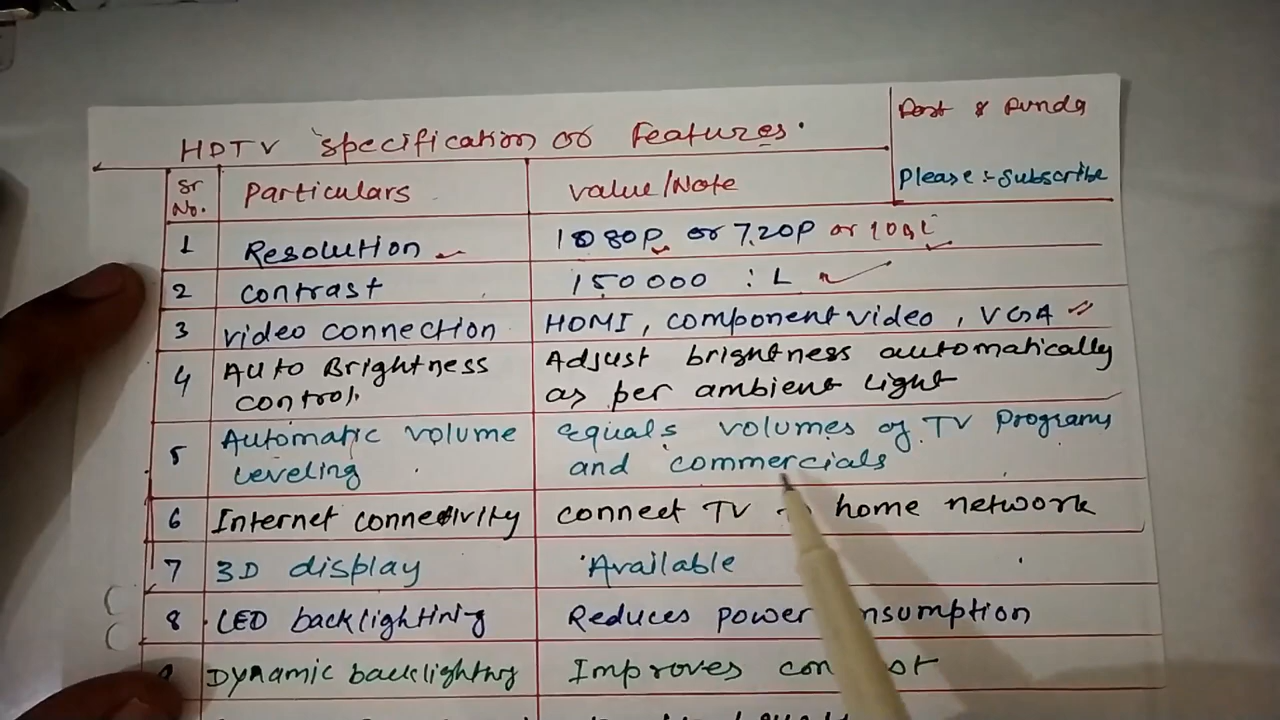 HDTV Specification or Features.
Post & Funda
Please :- Subscribe
Sr No. Particulars Value/Note
1 Resolution 1080P or 720P or
2 Contrast 150000 : 1
3 Video connection HDMI, component video, VGA
4 Auto Brightness Adjust brightness automatically
control. as per ambient light
5 Automatic volume Equals volumes of TV Programs
Leveling and commercials
6 Internet connectivity connect TV home network
7 3D display Available
8 LED backlighting Reduces power
9 Dynamic backlighting Improves